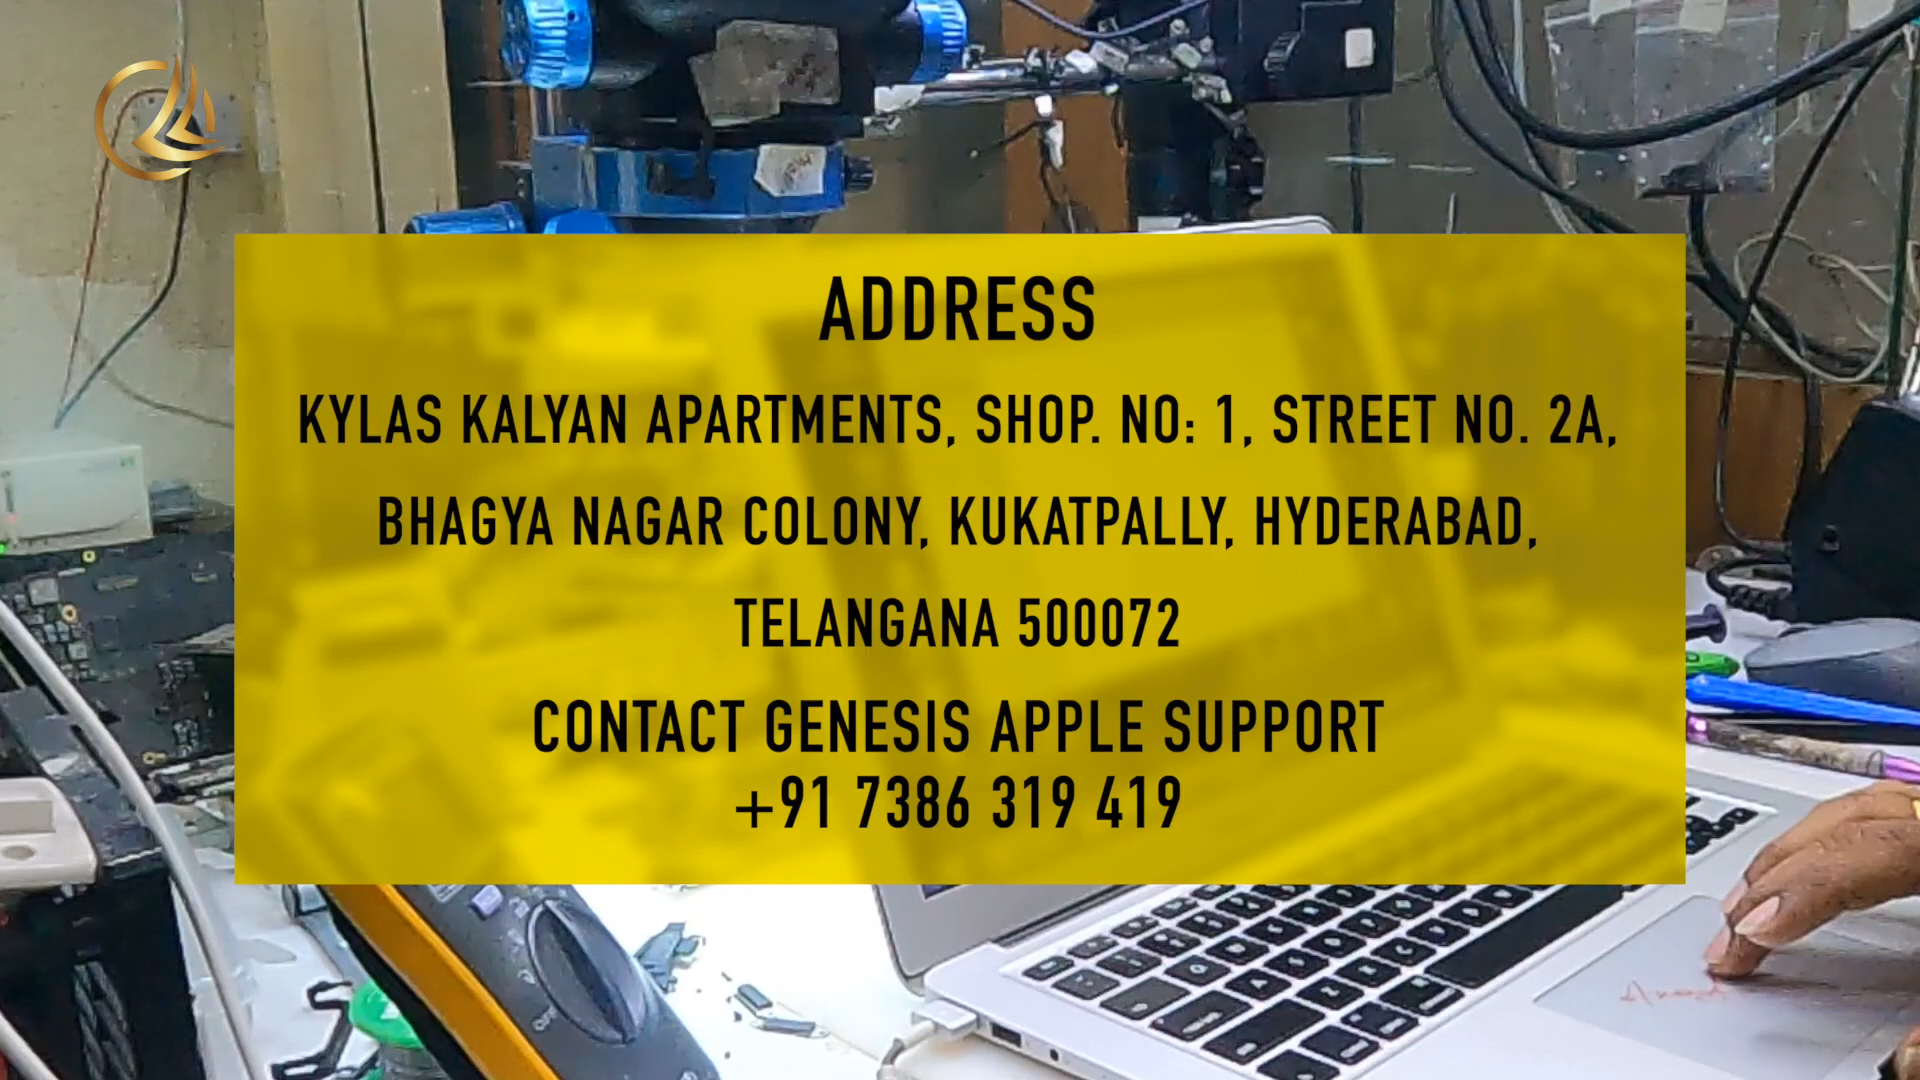 ADDRESS
KYLAS KALYAN APARTMENTS, SHOP. NO: 1, STREET NO. 2A,
BHAGYA NAGAR COLONY, KUKATPALLY, HYDERABAD,
TELANGANA 500072
CONTACT GENESIS APPLE SUPPORT
+91 7386 319 419